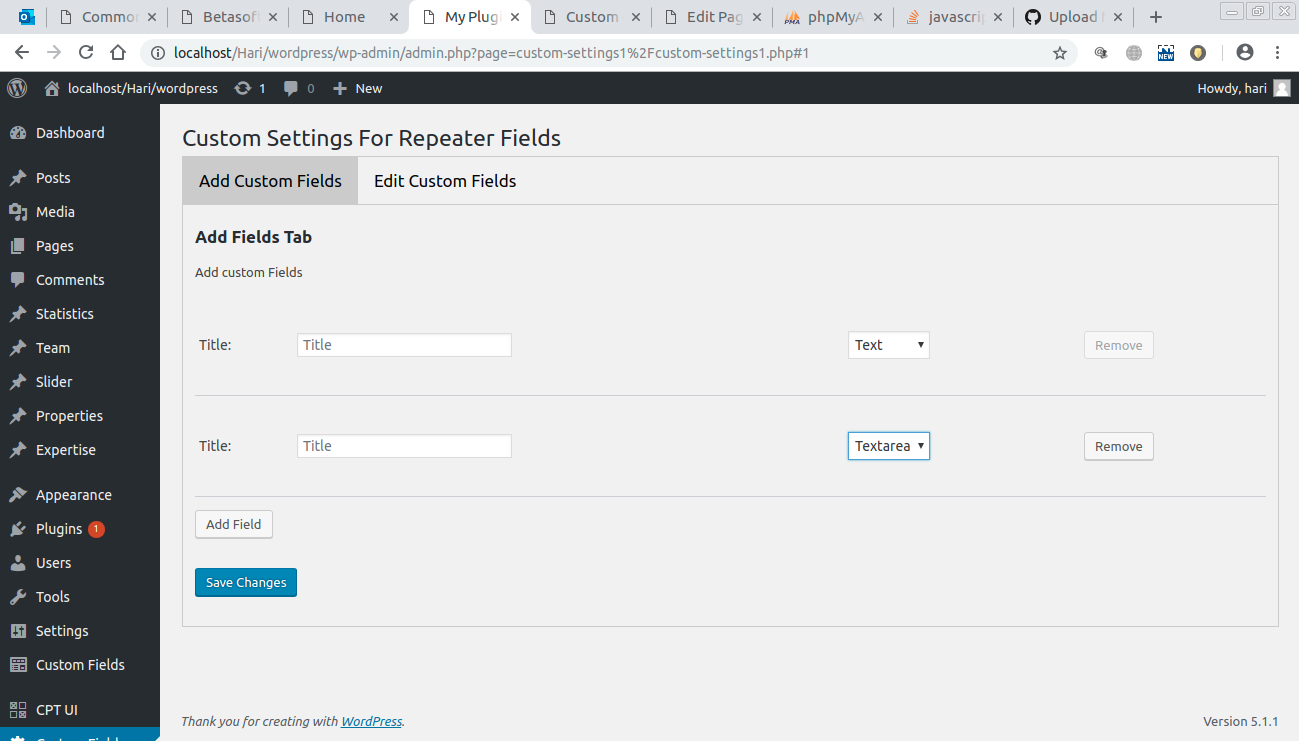 Commo
Betasof
Home
My Plugi
Custom
Edit Pag
phpMyA
javascrip
Upload
localhost/Hari/wordpress/wp-admin/admin.php?page=custom-settings1%2Fcustom-settings1.php#1
NEW
localhost/Hari/wordpress
1
0
New
Howdy, hari
Dashboard
Posts
Media
Pages
Comments
Statistics
Team
Slider
Properties
Expertise
Appearance
Plugins 1
Users
Tools
Settings
Custom Fields
CPT UI
Custom Settings For Repeater Fields
Add Custom Fields
Edit Custom Fields
Add Fields Tab
Add custom Fields
Title:
Title
Text
Remove
Title:
Title
Textarea
Remove
Add Field
Save Changes
Thank you for creating with WordPress.
Version 5.1.1